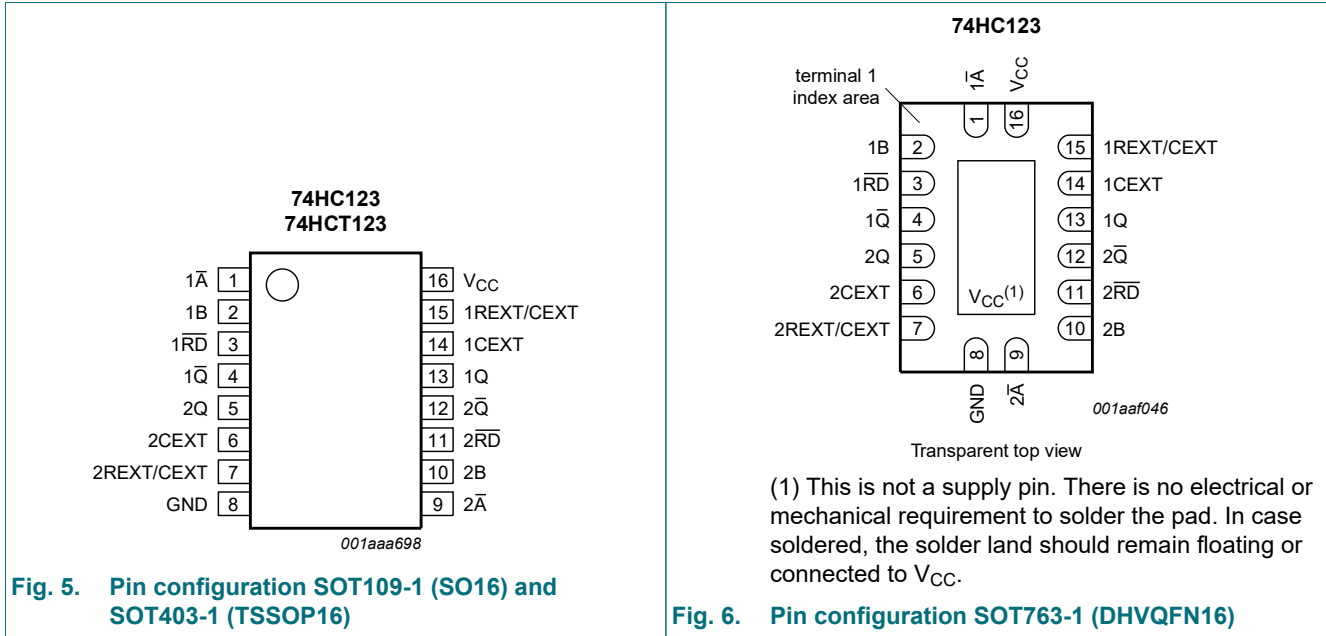 74HC123
74HCT123
1A̅ 1
1B 2
1R̅D̅ 3
1Q̅ 4
2Q 5
2CEXT 6
2REXT/CEXT 7
GND 8
16 VCC
15 1REXT/CEXT
14 1CEXT
13 1Q
12 2Q̅
11 2R̅D̅
10 2B
9 2A̅
001aaa698
Fig. 5. Pin configuration SOT109-1 (SO16) and
SOT403-1 (TSSOP16)
74HC123
terminal 1
index area
1A̅ 1
VCC 16
1B 2
1R̅D̅ 3
1Q̅ 4
2Q 5
2CEXT 6
2REXT/CEXT 7
VCC(1)
15 1REXT/CEXT
14 1CEXT
13 1Q
12 2Q̅
11 2R̅D̅
10 2B
GND 8
2A̅ 9
001aaf046
Transparent top view
(1) This is not a supply pin. There is no electrical or
mechanical requirement to solder the pad. In case
soldered, the solder land should remain floating or
connected to VCC.
Fig. 6. Pin configuration SOT763-1 (DHVQFN16)